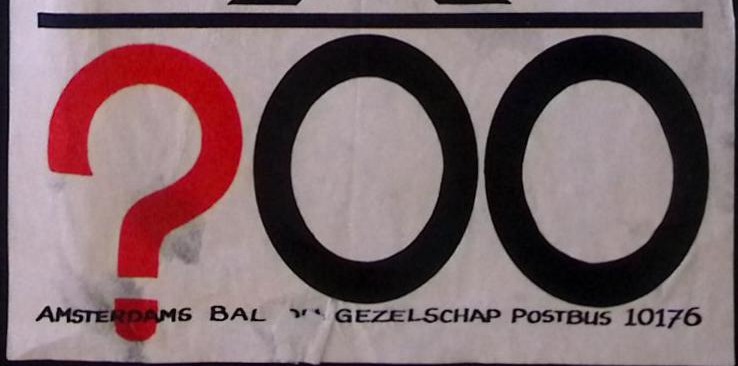 ?00
AMSTERDAMS BAL GEZELSCHAP POSTBUS 10176